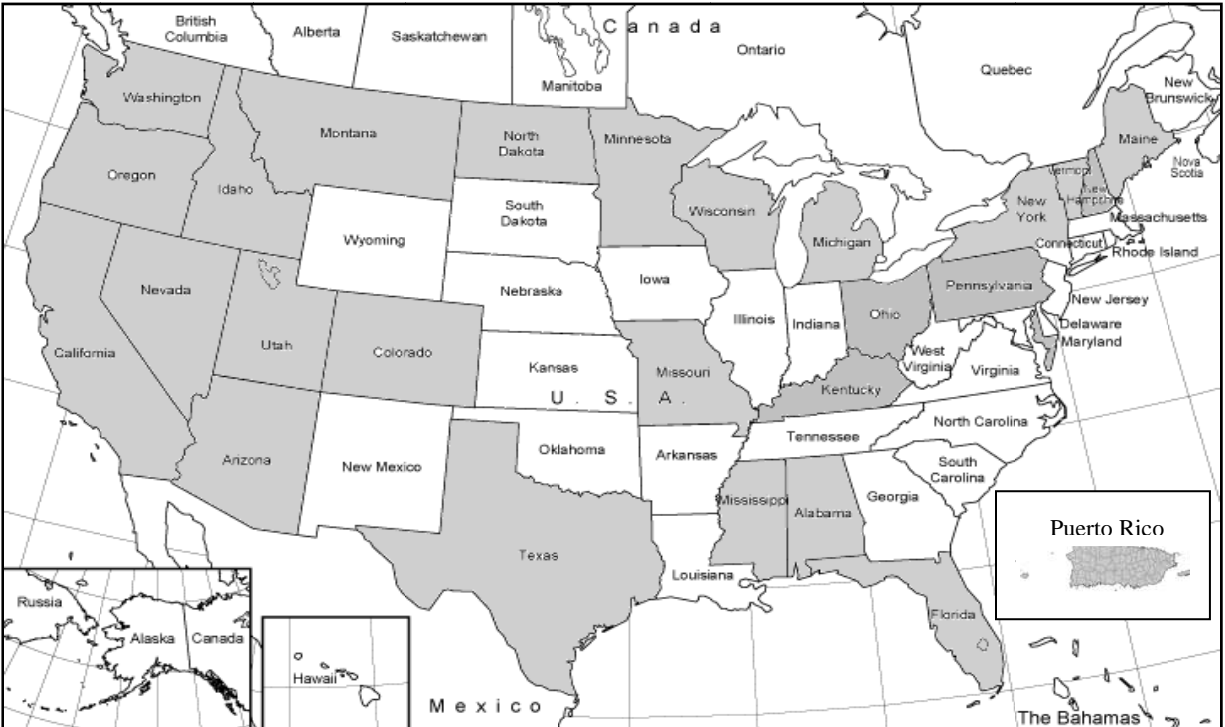 British
Columbia
Alberta
Saskatchewan
Manitoba
Canada
Ontario
Quebec
New
Brunswick
Nova
Scotia
Washington
Montana
North
Dakota
Minnesota
Maine
Oregon
Idaho
South
Dakota
Wisconsin
Michigan
Vermont
New
Hampshire
New
York
Massachusetts
Connecticut
Rhode Island
Wyoming
Nevada
Utah
Colorado
Nebraska
Iowa
Illinois
Indiana
Ohio
Pennsylvania
New Jersey
Delaware
Maryland
California
Kansas
Missouri
West
Virginia
Virginia
Kentucky
U. S. A.
Arizona
New Mexico
Oklahoma
Arkansas
Tennessee
North Carolina
South
Carolina
Mississippi
Alabama
Georgia
Texas
Louisiana
Florida
Puerto Rico
Russia
Alaska
Canada
Hawaii
Mexico
The Bahamas